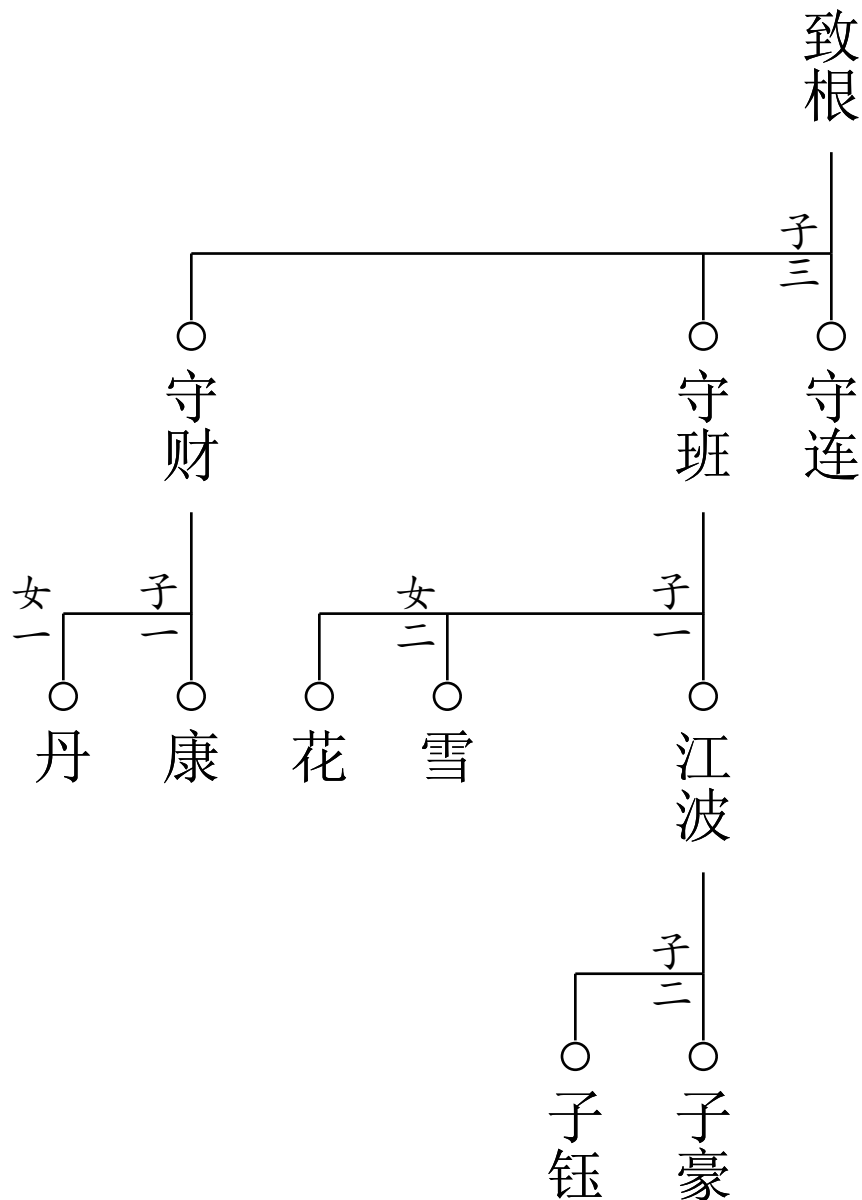 致根
子三
守连
守班
守财
子一
女二
子一
女一
江波
雪
花
康
丹
子二
子豪
子钰